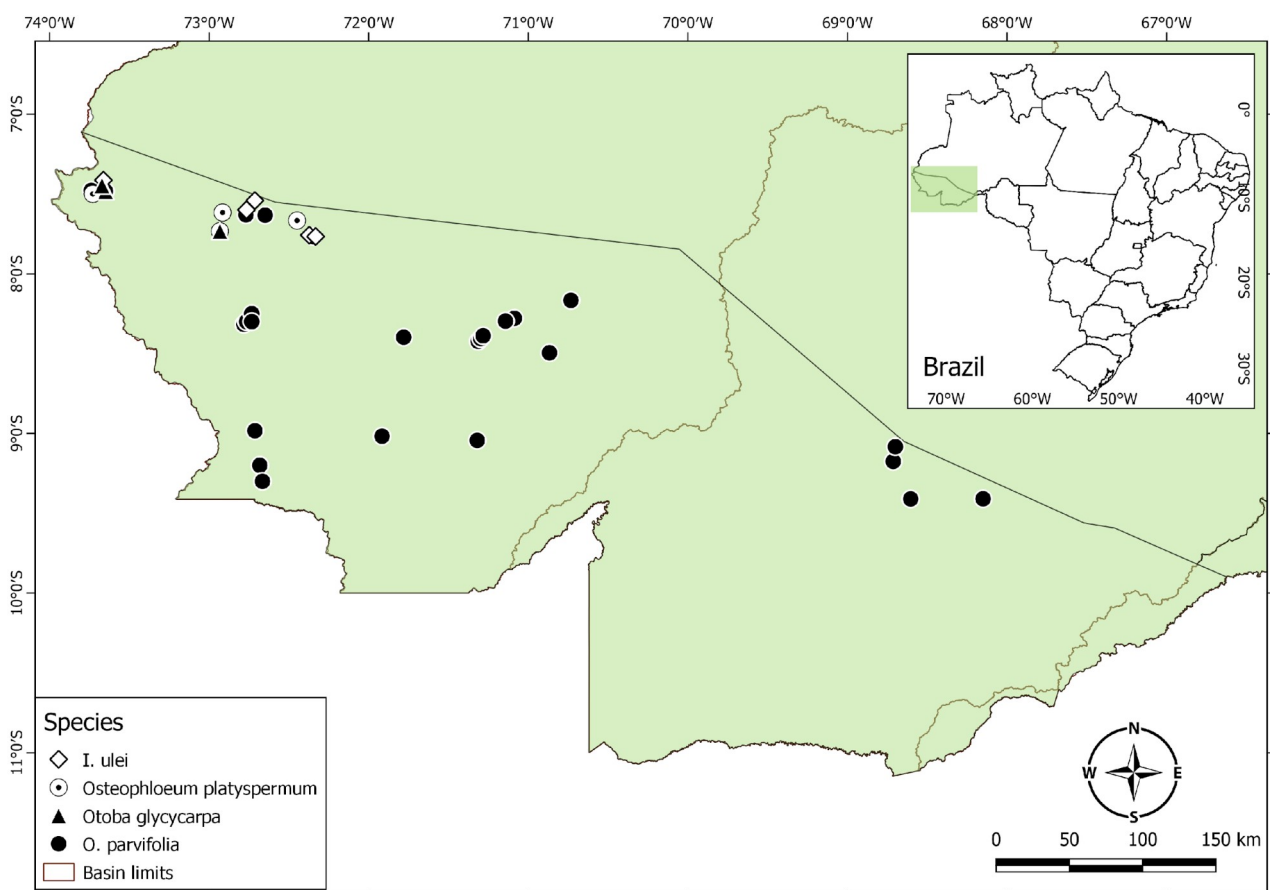 74°0'W 73°0'W 72°0'W 71°0'W 70°0'W 69°0'W 68°0'W 67°0'W
7°0'S
8°0'S
9°0'S
10°0'S
11°0'S
0°
10°S
20°S
30°S
Brazil
70°W 60°W 50°W 40°W
Species
I. ulei
Osteophloeum platyspermum
Otoba glycycarpa
O. parvifolia
Basin limits
N
W E
S
0 50 100 150 km